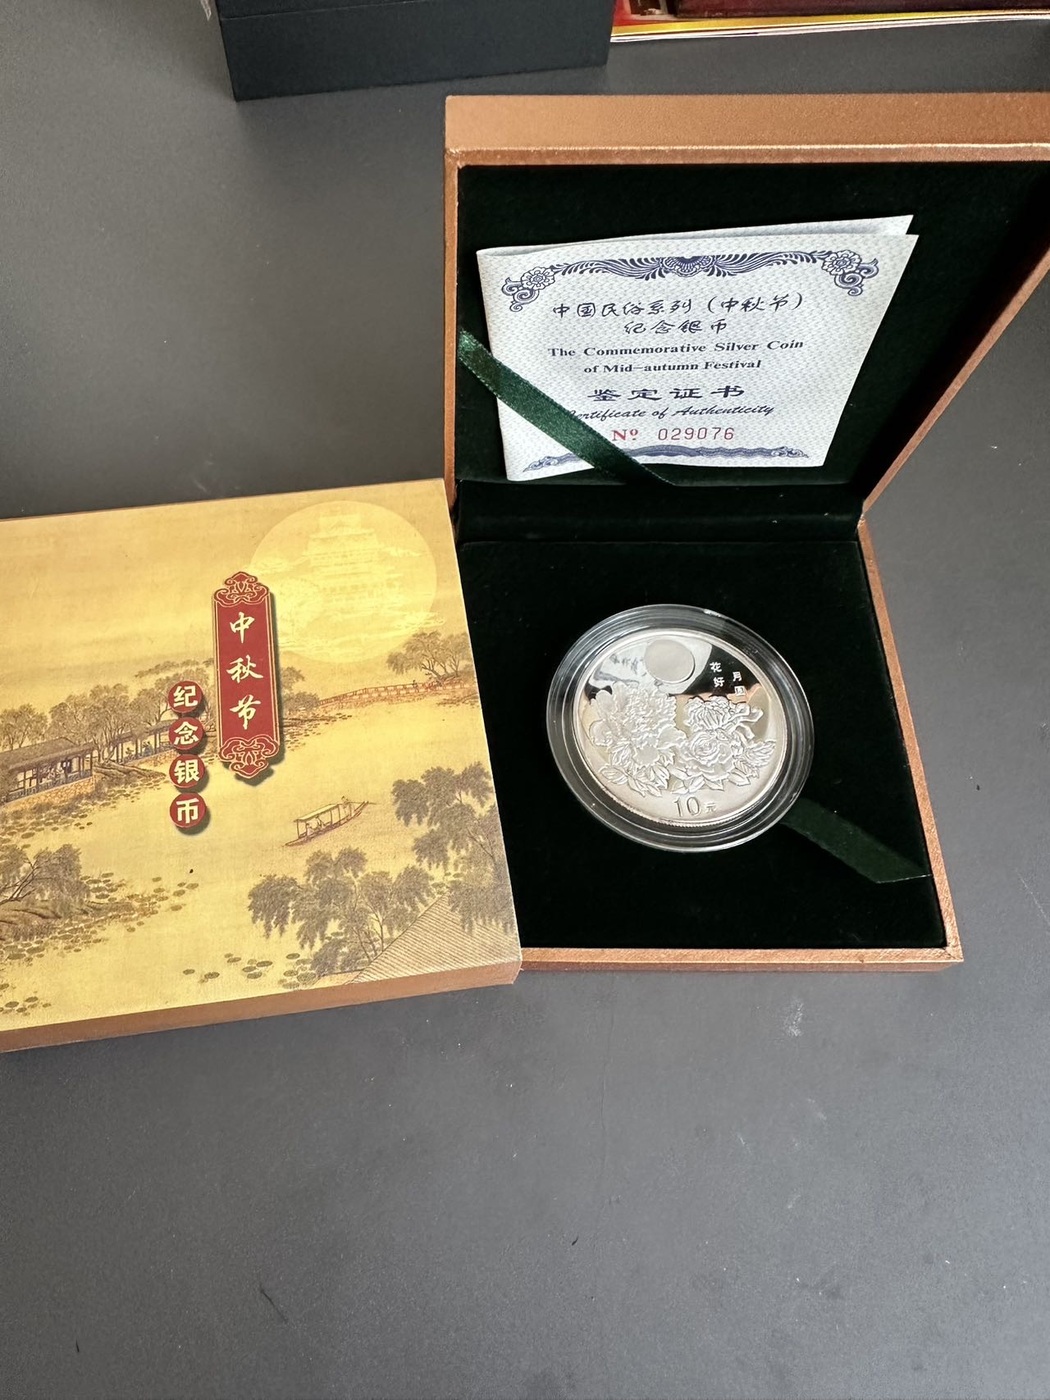 中国民俗系列（中秋节）
纪念银币
The Commemorative Silver Coin
of Mid-autumn Festival
鉴定证书
Certificate of Authenticity
Nº 029076
中秋节
纪念银币
花好
月圆
10元